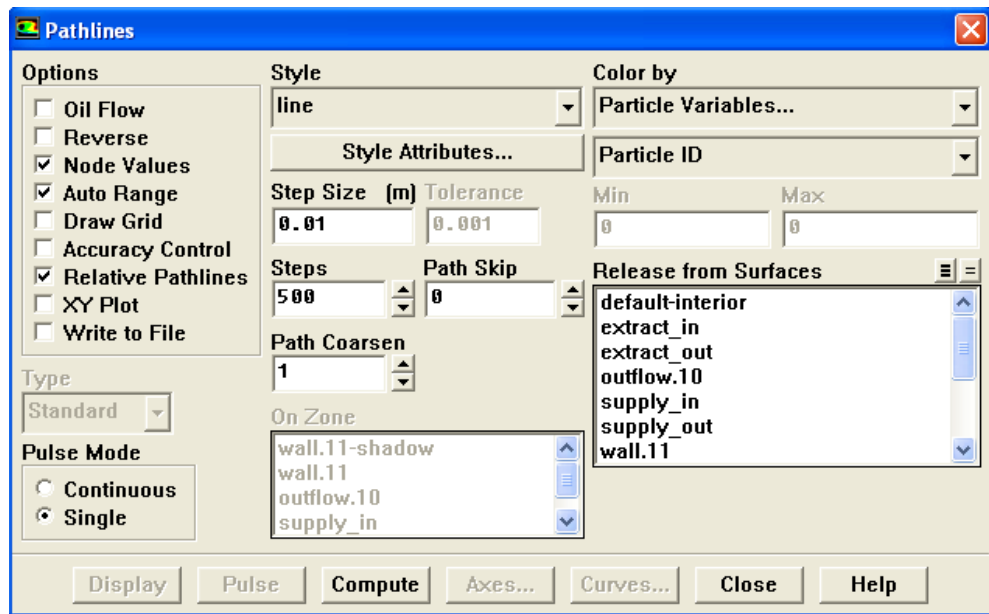 Pathlines
Options
Oil Flow
Reverse
Node Values
Auto Range
Draw Grid
Accuracy Control
Relative Pathlines
XY Plot
Write to File
Type
Standard
Pulse Mode
Continuous
Single
Style
line
Style Attributes...
Step Size (m) Tolerance
0.01 0.001
Steps Path Skip
500 0
Path Coarsen
1
On Zone
wall.11-shadow
wall.11
outflow.10
supply_in
Color by
Particle Variables...
Particle ID
Min Max
0 0
Release from Surfaces
default-interior
extract_in
extract_out
outflow.10
supply_in
supply_out
wall.11
Display Pulse Compute Axes... Curves... Close Help